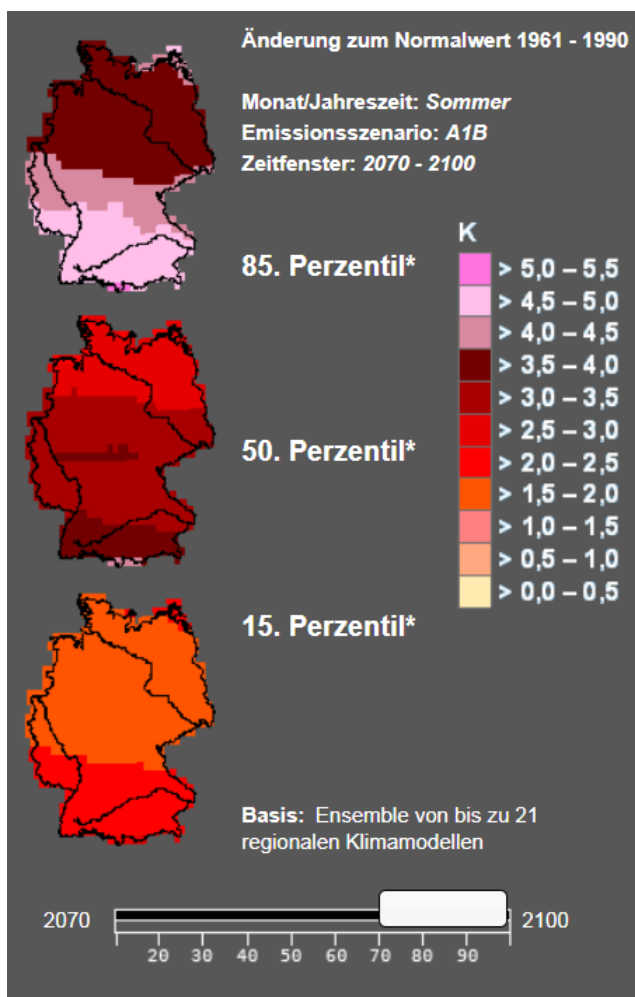 Änderung zum Normalwert 1961 - 1990
Monat/Jahreszeit: Sommer
Emissionsszenario: A1B
Zeitfenster: 2070 - 2100
85. Perzentil*
K
> 5,0 – 5,5
> 4,5 – 5,0
> 4,0 – 4,5
> 3,5 – 4,0
> 3,0 – 3,5
> 2,5 – 3,0
> 2,0 – 2,5
> 1,5 – 2,0
> 1,0 – 1,5
> 0,5 – 1,0
> 0,0 – 0,5
50. Perzentil*
15. Perzentil*
Basis: Ensemble von bis zu 21
regionalen Klimamodellen
2070 2100
20 30 40 50 60 70 80 90